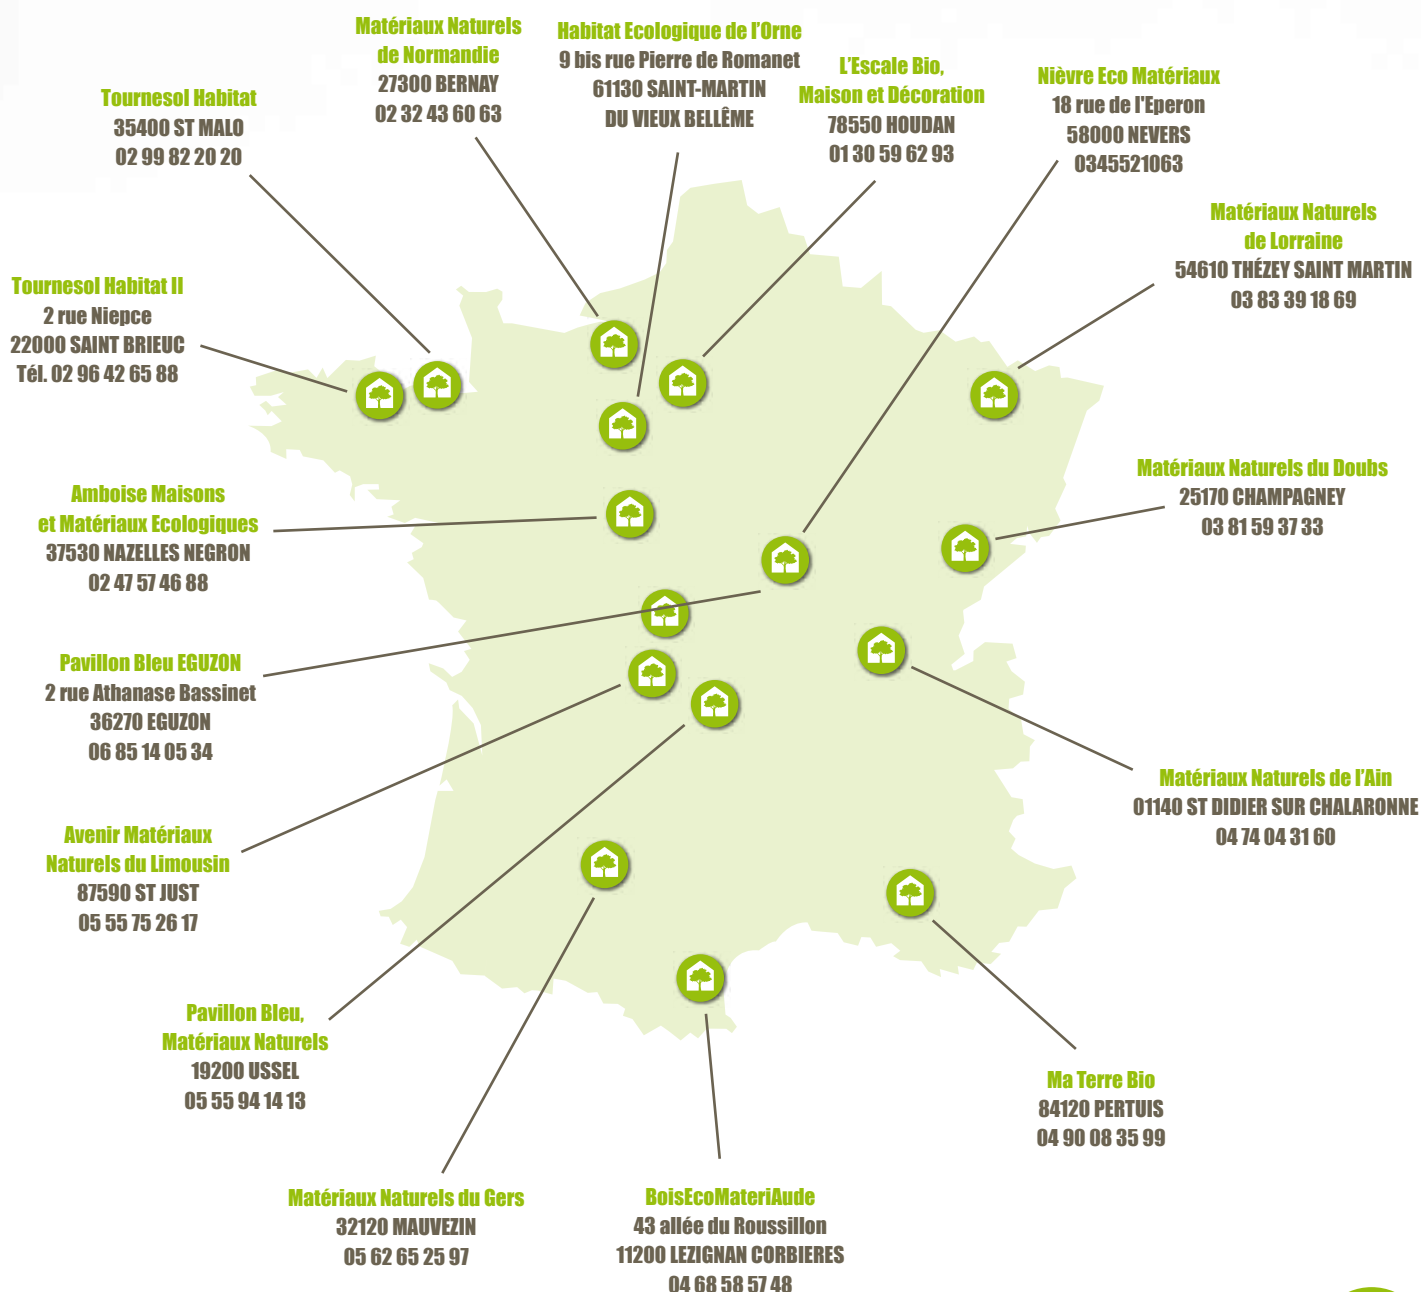 Matériaux Naturels
de Normandie
27300 BERNAY
02 32 43 60 63
Habitat Ecologique de l'Orne
9 bis rue Pierre de Romanet
61130 SAINT-MARTIN
DU VIEUX BELLÊME
L'Escale Bio,
Maison et Décoration
78550 HOUDAN
01 30 59 62 93
Nièvre Eco Matériaux
18 rue de l'Eperon
58000 NEVERS
0345521063
Tournesol Habitat
35400 ST MALO
02 99 82 20 20
Matériaux Naturels
de Lorraine
54610 THÉZEY SAINT MARTIN
03 83 39 18 69
Tournesol Habitat II
2 rue Niepce
22000 SAINT BRIEUC
Tél. 02 96 42 65 88
Matériaux Naturels du Doubs
25170 CHAMPAGNEY
03 81 59 37 33
Amboise Maisons
et Matériaux Ecologiques
37530 NAZELLES NEGRON
02 47 57 46 88
Pavillon Bleu EGUZON
2 rue Athanase Bassinet
36270 EGUZON
06 85 14 05 34
Matériaux Naturels de l'Ain
01140 ST DIDIER SUR CHALARONNE
04 74 04 31 60
Avenir Matériaux
Naturels du Limousin
87590 ST JUST
05 55 75 26 17
Pavillon Bleu,
Matériaux Naturels
19200 USSEL
05 55 94 14 13
Ma Terre Bio
84120 PERTUIS
04 90 08 35 99
Matériaux Naturels du Gers
32120 MAUVEZIN
05 62 65 25 97
BoisEcoMateriAude
43 allée du Roussillon
11200 LEZIGNAN CORBIERES
04 68 58 57 48